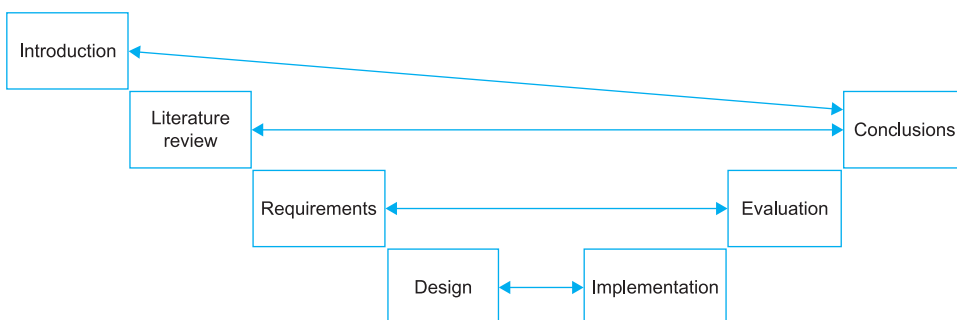 Introduction
Literature
review
Conclusions
Requirements
Evaluation
Design
Implementation